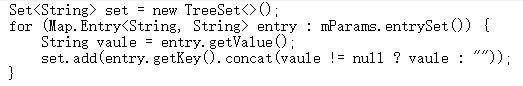 Set<String> set = new TreeSet<>();
for (Map.Entry<String, String> entry : mParams.entrySet()) {
    String vaule = entry.getValue();
    set.add(entry.getKey().concat(vaule != null ? vaule : ""));
}